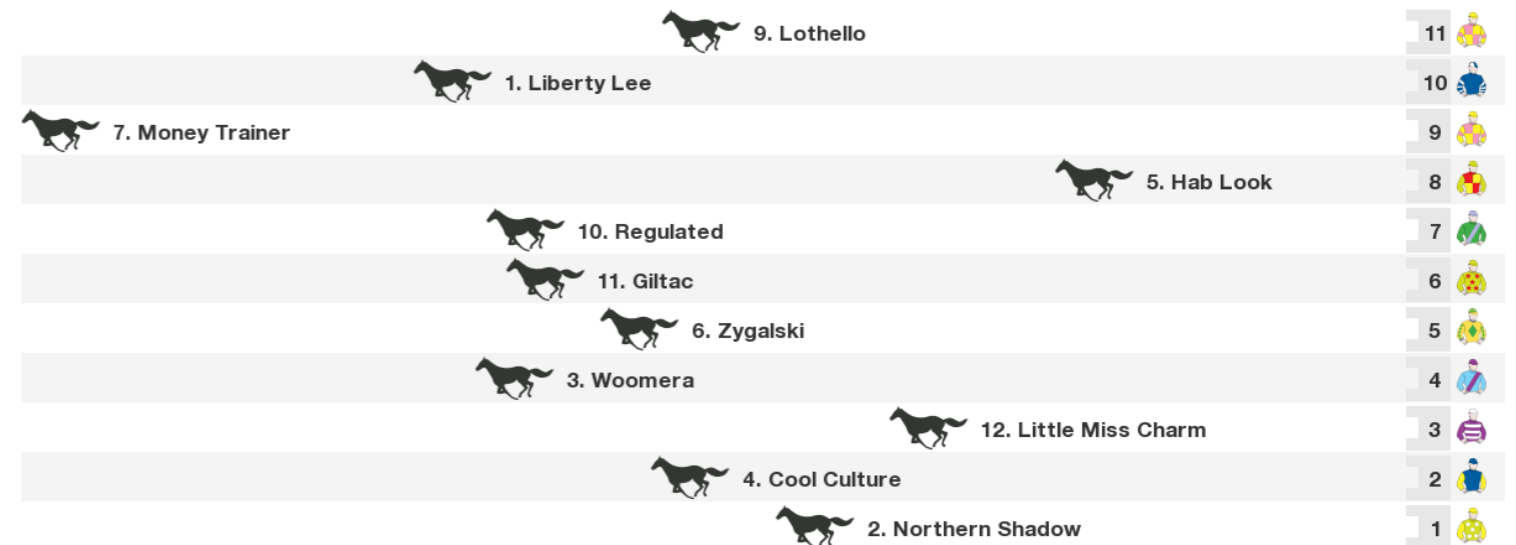 9. Lothello 11
1. Liberty Lee 10
7. Money Trainer 9
5. Hab Look 8
10. Regulated 7
11. Giltac 6
6. Zygalski 5
3. Woomera 4
12. Little Miss Charm 3
4. Cool Culture 2
2. Northern Shadow 1